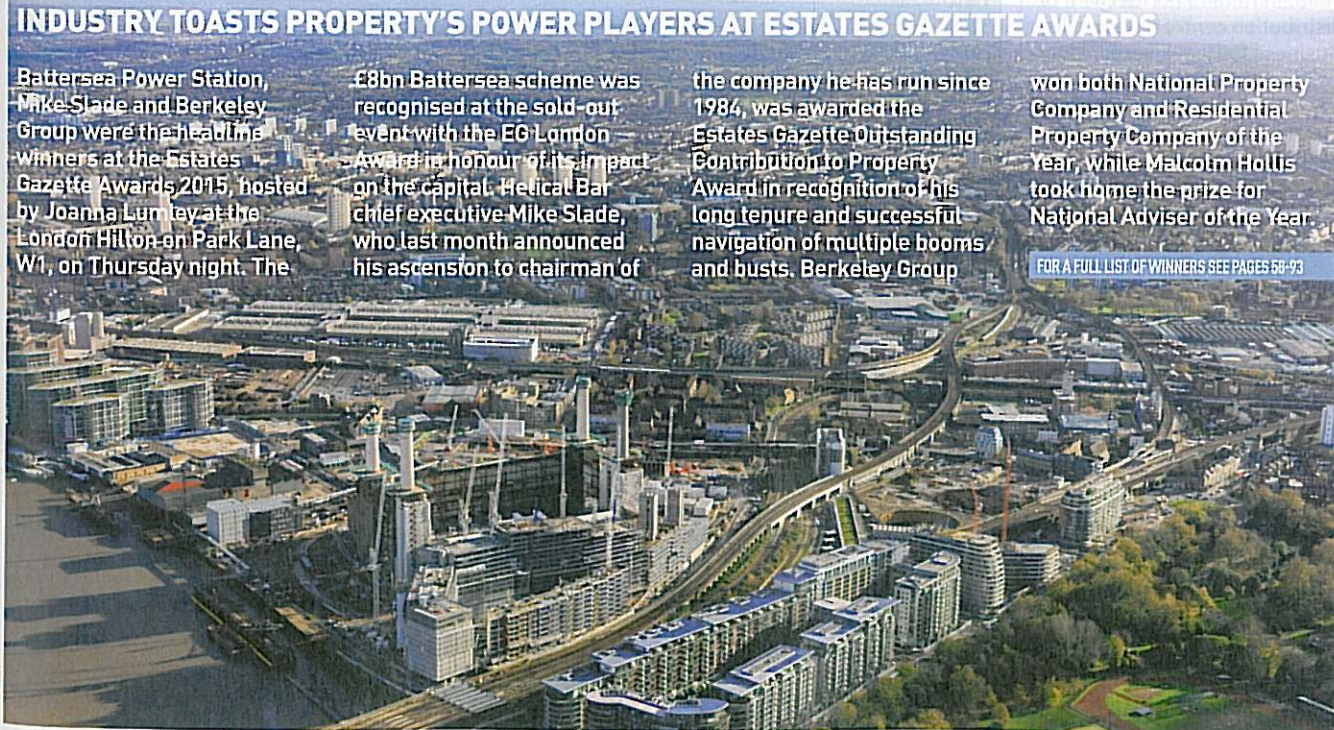 INDUSTRY TOASTS PROPERTY'S POWER PLAYERS AT ESTATES GAZETTE AWARDS
Battersea Power Station,
Mike Slade and Berkeley
Group were the headline
winners at the Estates
Gazette Awards 2015, hosted
by Joanna Lumley at the
London Hilton on Park Lane,
W1, on Thursday night. The
£8bn Battersea scheme was
recognised at the sold-out
event with the EG London
Award in honour of its impact
on the capital. Helical Bar
chief executive Mike Slade,
who last month announced
his ascension to chairman of
the company he has run since
1984, was awarded the
Estates Gazette Outstanding
Contribution to Property
Award in recognition of his
long tenure and successful
navigation of multiple booms
and busts. Berkeley Group
won both National Property
Company and Residential
Property Company of the
Year, while Malcolm Hollis
took home the prize for
National Adviser of the Year.
FOR A FULL LIST OF WINNERS SEE PAGES 58-93